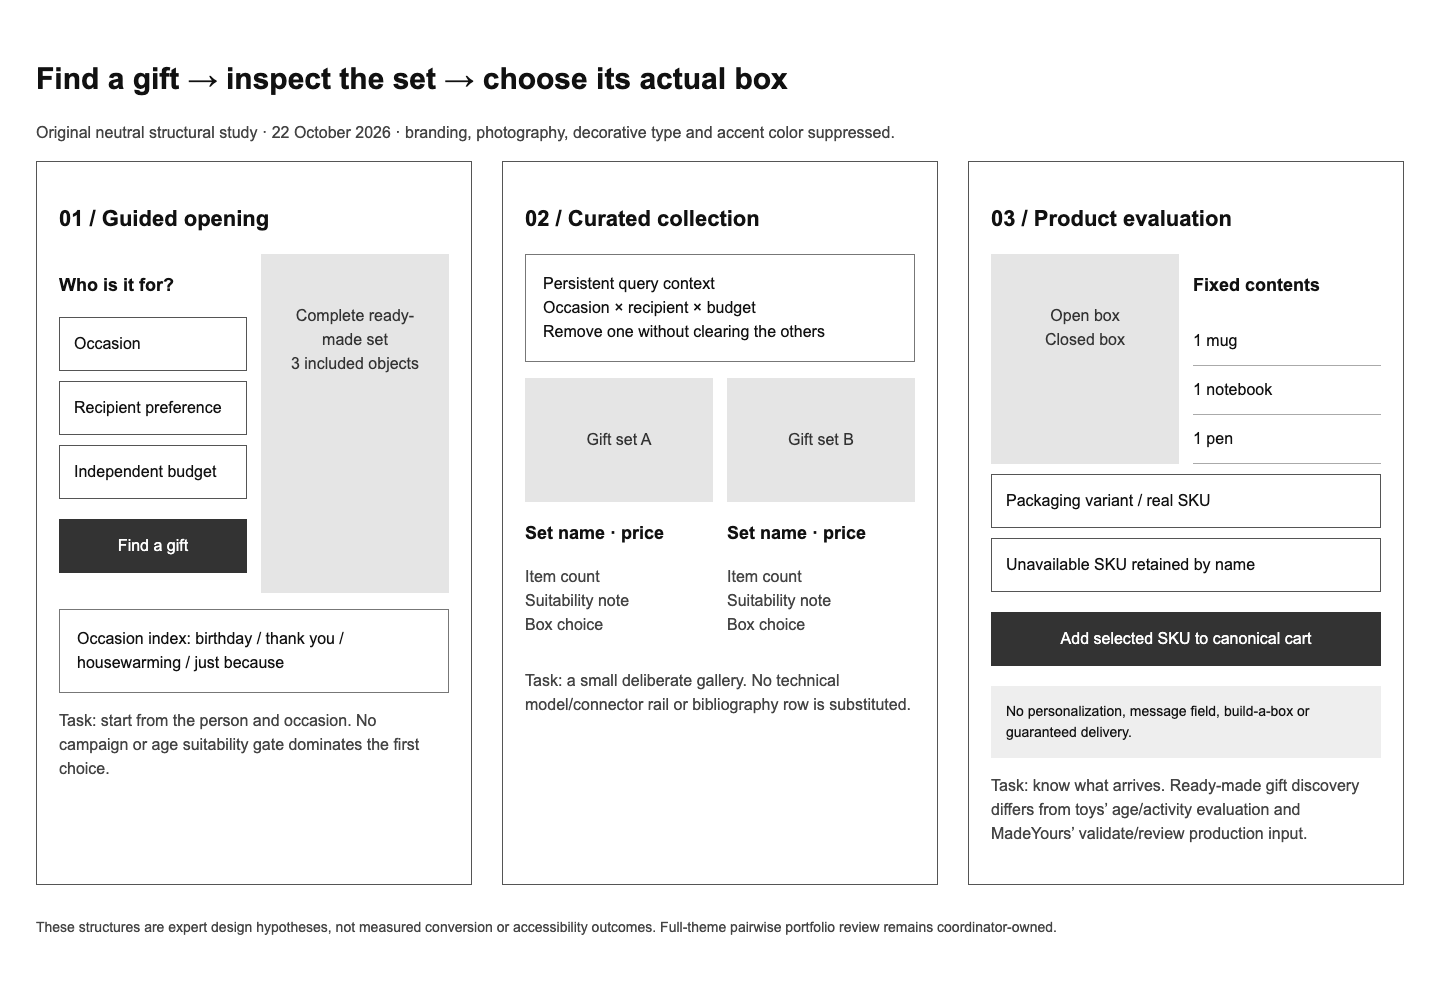 Find a gift → inspect the set → choose its actual box
Original neutral structural study · 22 October 2026 · branding, photography, decorative type and accent color suppressed.
01 / Guided opening
Who is it for?
Occasion
Recipient preference
Independent budget
Find a gift
Complete ready-
made set
3 included objects
Occasion index: birthday / thank you /
housewarming / just because
Task: start from the person and occasion. No
campaign or age suitability gate dominates the first
choice.
02 / Curated collection
Persistent query context
Occasion × recipient × budget
Remove one without clearing the others
Gift set A
Set name · price
Item count
Suitability note
Box choice
Gift set B
Set name · price
Item count
Suitability note
Box choice
Task: a small deliberate gallery. No technical
model/connector rail or bibliography row is substituted.
03 / Product evaluation
Open box
Closed box
Fixed contents
1 mug
1 notebook
1 pen
Packaging variant / real SKU
Unavailable SKU retained by name
Add selected SKU to canonical cart
No personalization, message field, build-a-box or
guaranteed delivery.
Task: know what arrives. Ready-made gift discovery
differs from toys’ age/activity evaluation and
MadeYours’ validate/review production input.
These structures are expert design hypotheses, not measured conversion or accessibility outcomes. Full-theme pairwise portfolio review remains coordinator-owned.